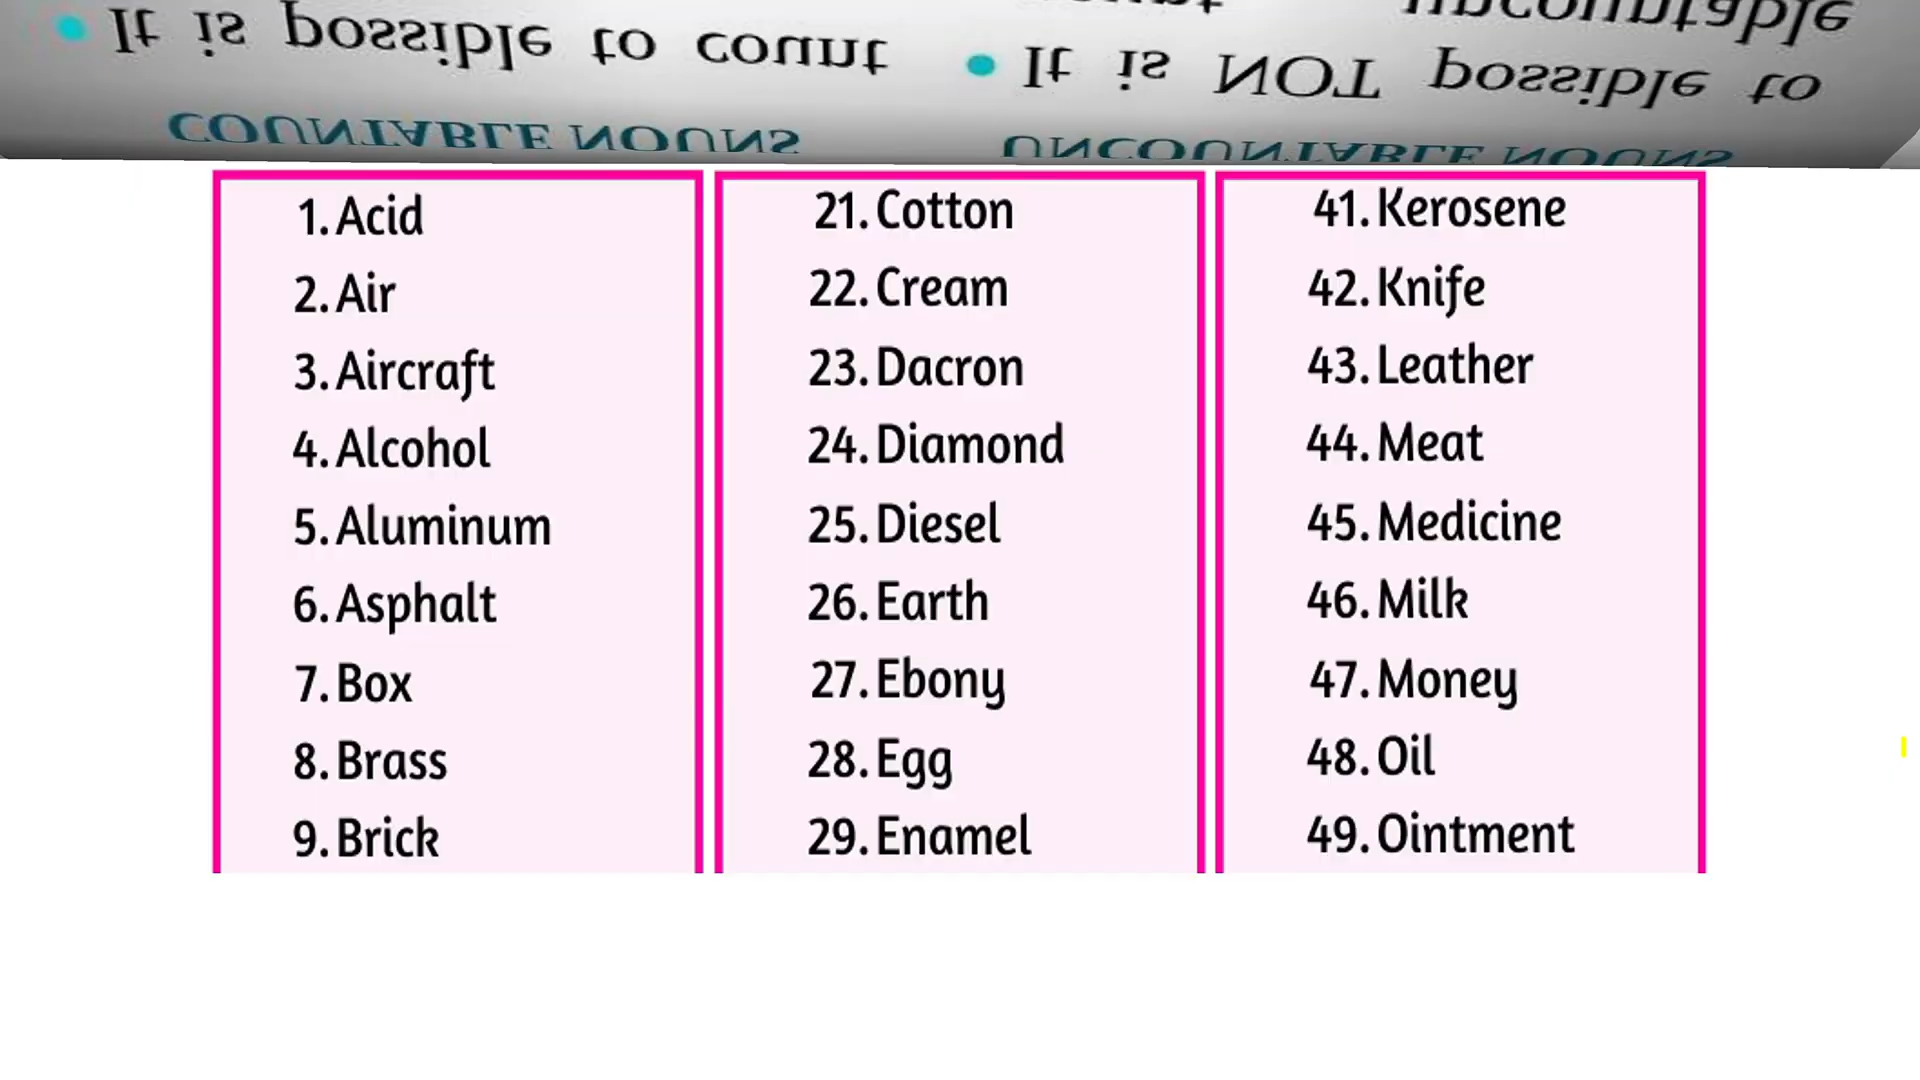 uncountable
• It is possible to count
• It is NOT possible to
COUNTABLE NOUNS
UNCOUNTABLE NOUNS
1. Acid
2. Air
3. Aircraft
4. Alcohol
5. Aluminum
6. Asphalt
7. Box
8. Brass
9. Brick
21. Cotton
22. Cream
23. Dacron
24. Diamond
25. Diesel
26. Earth
27. Ebony
28. Egg
29. Enamel
41. Kerosene
42. Knife
43. Leather
44. Meat
45. Medicine
46. Milk
47. Money
48. Oil
49. Ointment